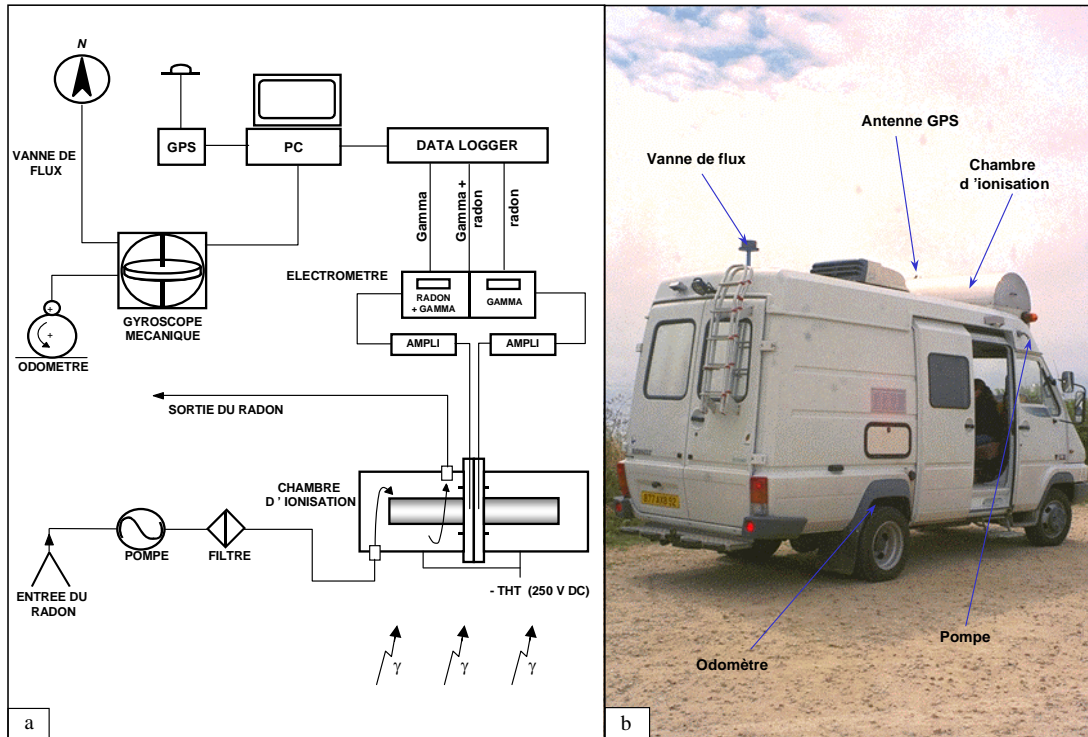 N
VANNE DE
FLUX
GPS
PC
DATA LOGGER
Gamma
Gamma +
radon
radon
ELECTROMETRE
RADON
+ GAMMA
GAMMA
AMPLI
AMPLI
GYROSCOPE
MECANIQUE
+
+
ODOMETRE
SORTIE DU RADON
CHAMBRE
D ' IONISATION
POMPE
FILTRE
ENTREE DU
RADON
- THT (250 V DC)
γ
γ
γ
a
Antenne GPS
Vanne de flux
Chambre
d 'ionisation
Odomètre
Pompe
b